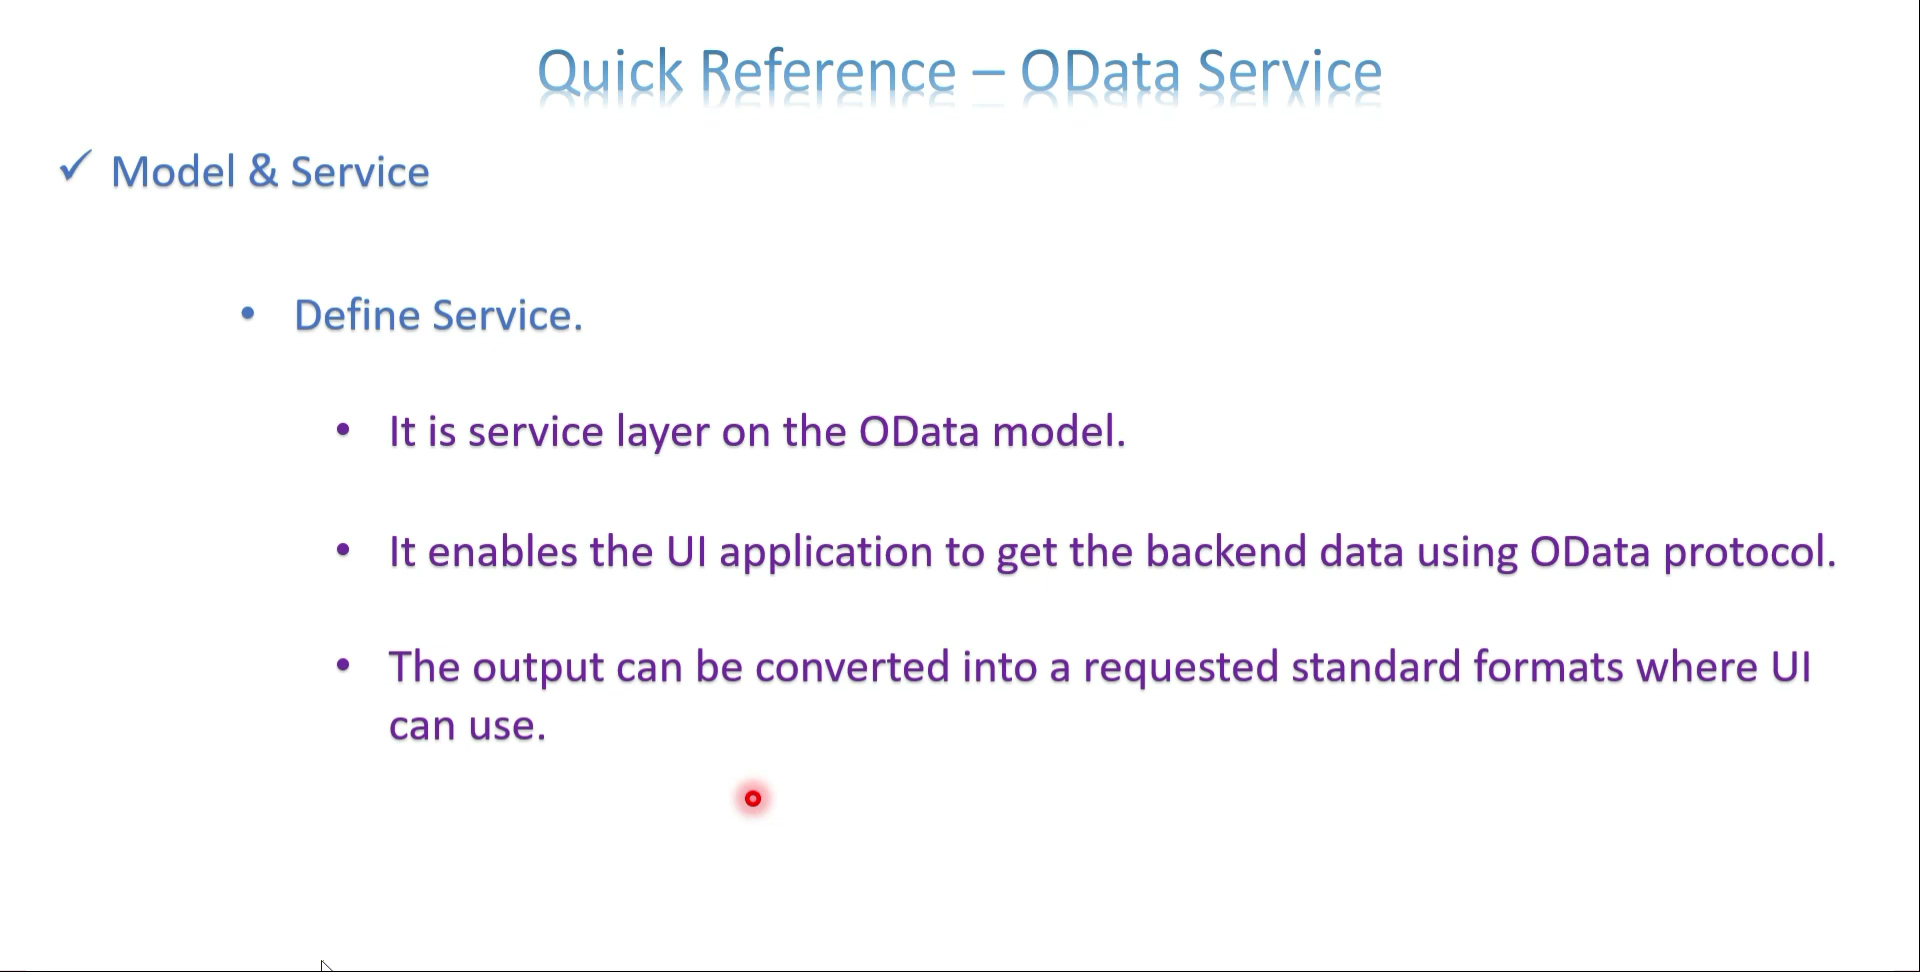 Quick Reference – OData Service
✓ Model & Service
• Define Service.
• It is service layer on the OData model.
• It enables the UI application to get the backend data using OData protocol.
• The output can be converted into a requested standard formats where UI
can use.